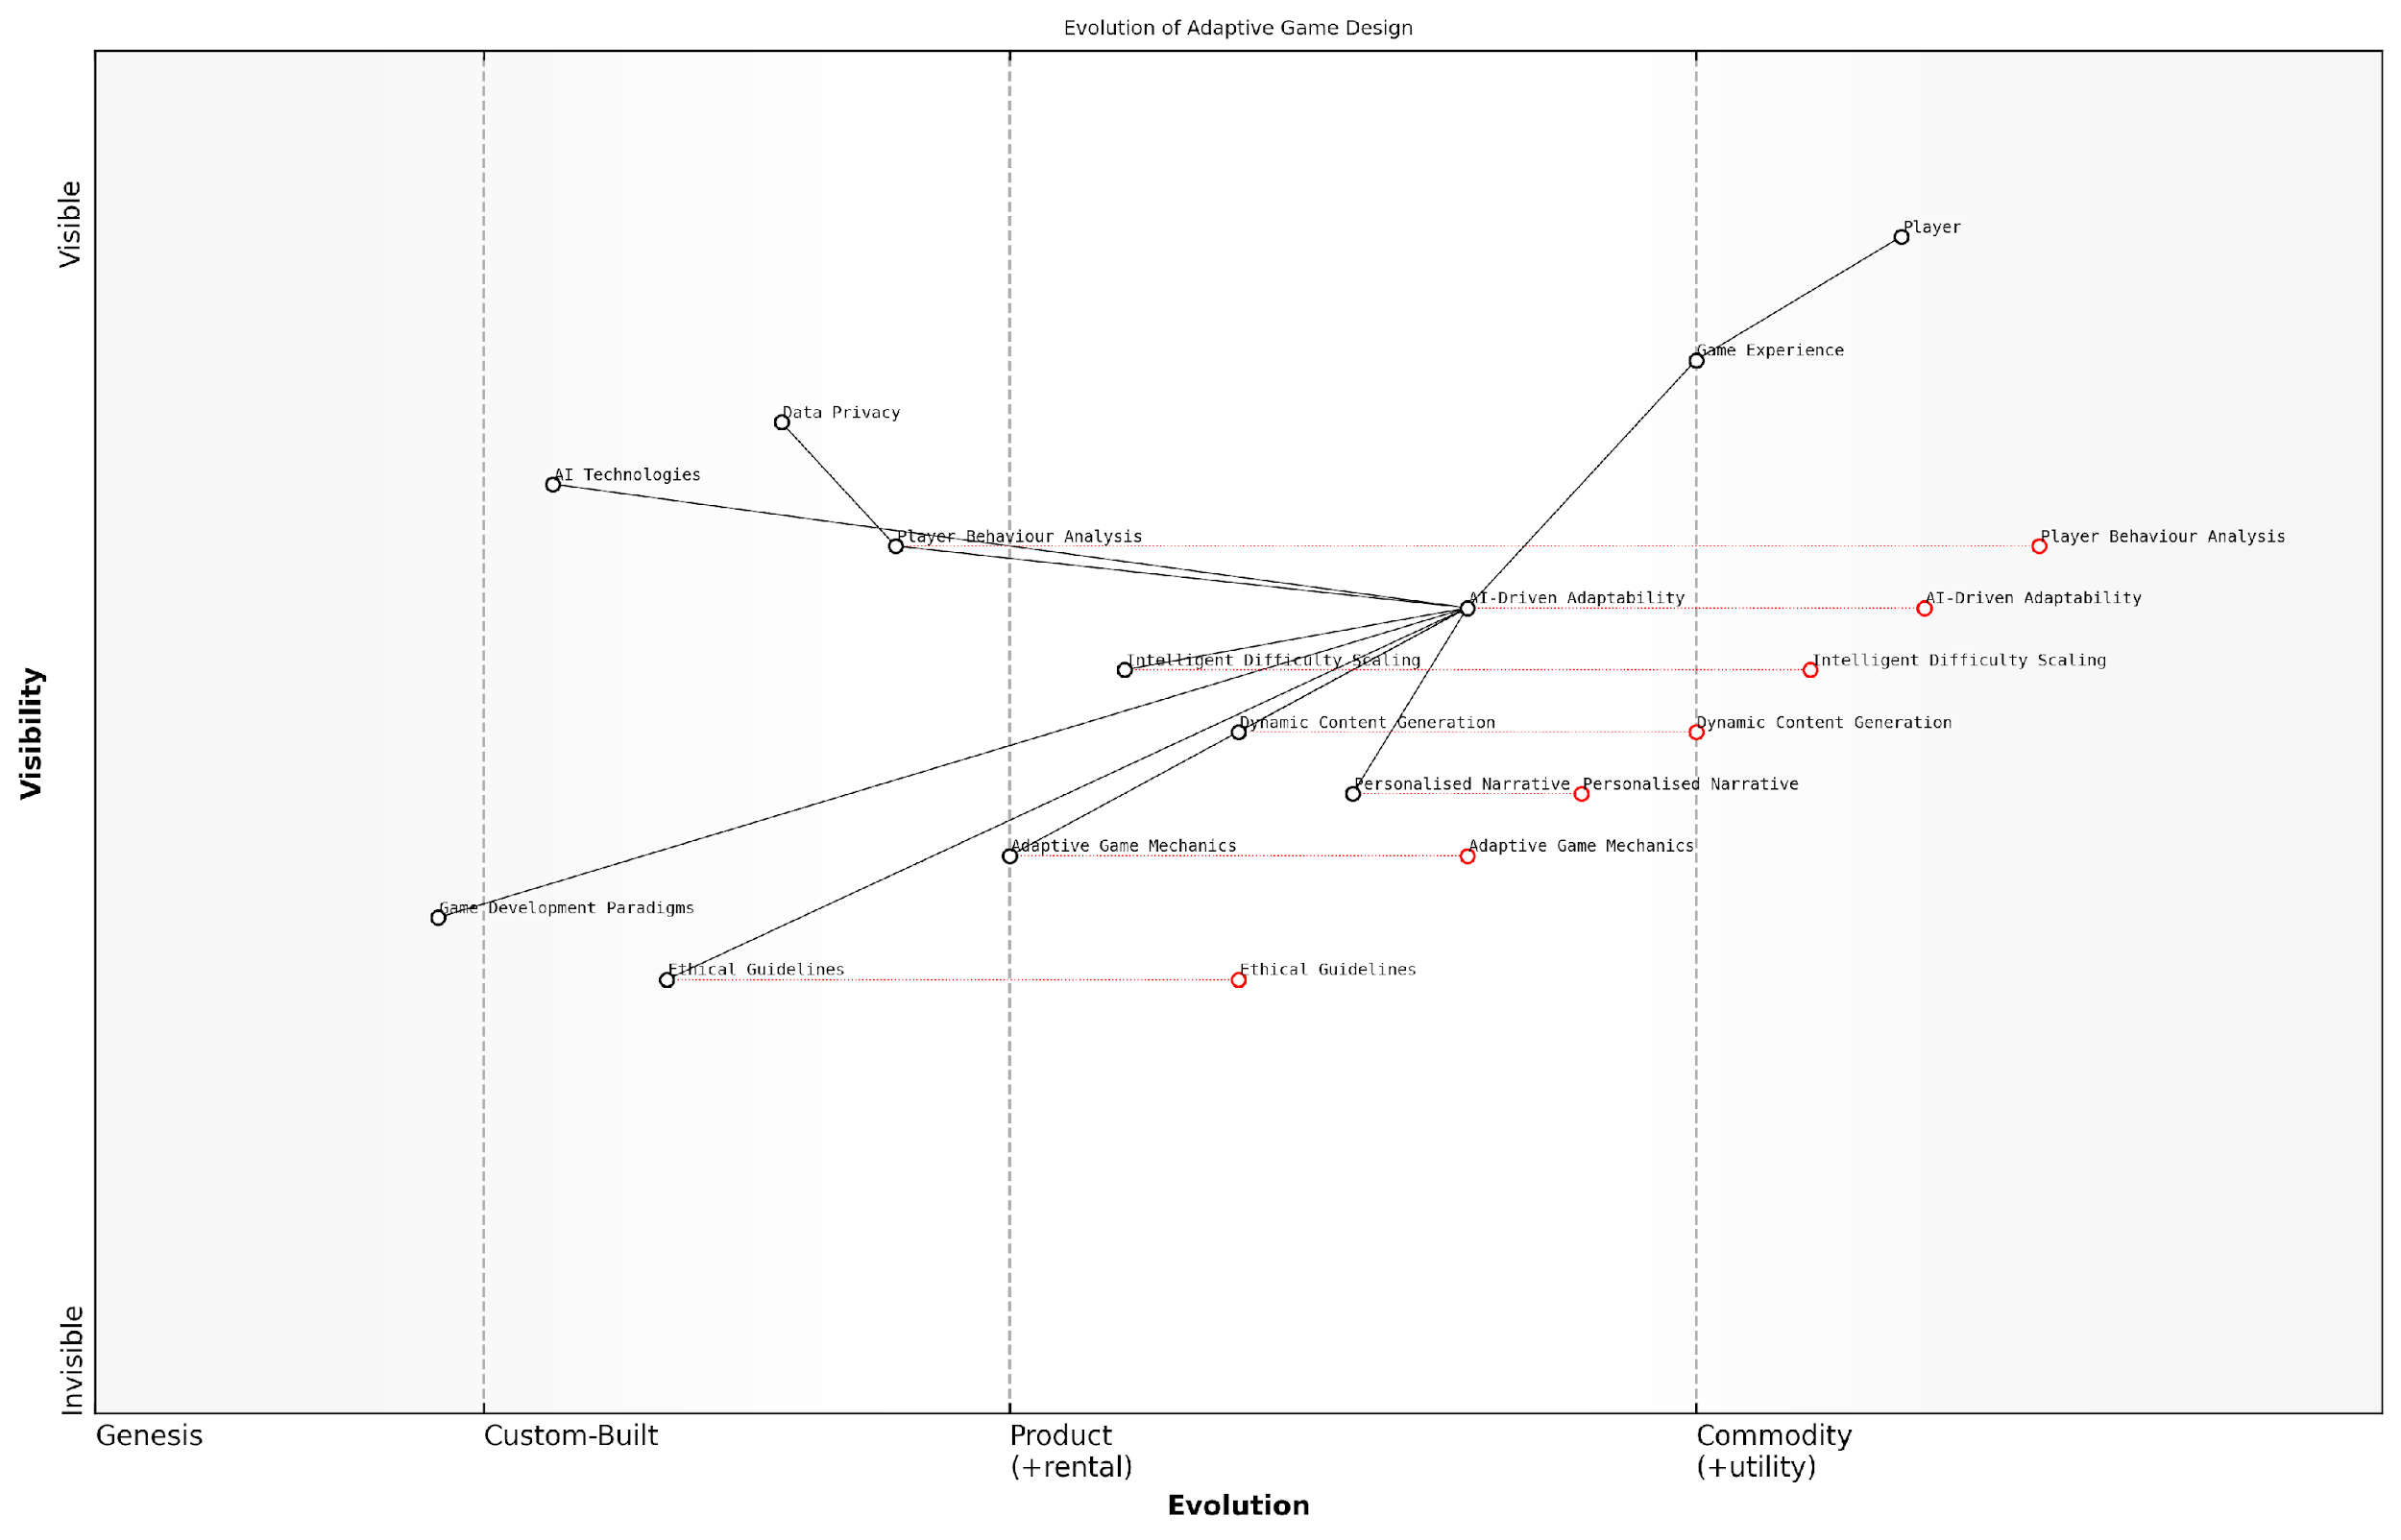 Evolution of Adaptive Game Design
Visible
Player
Game Experience
Data Privacy
AI Technologies
Player Behaviour Analysis
Player Behaviour Analysis
AI-Driven Adaptability
AI-Driven Adaptability
Intelligent Difficulty Scaling
Intelligent Difficulty Scaling
Dynamic Content Generation
Dynamic Content Generation
Personalised Narrative
Personalised Narrative
Adaptive Game Mechanics
Adaptive Game Mechanics
Game Development Paradigms
Ethical Guidelines
Ethical Guidelines
Visibility
Invisible
Genesis
Custom-Built
Product
(+rental)
Commodity
(+utility)
Evolution